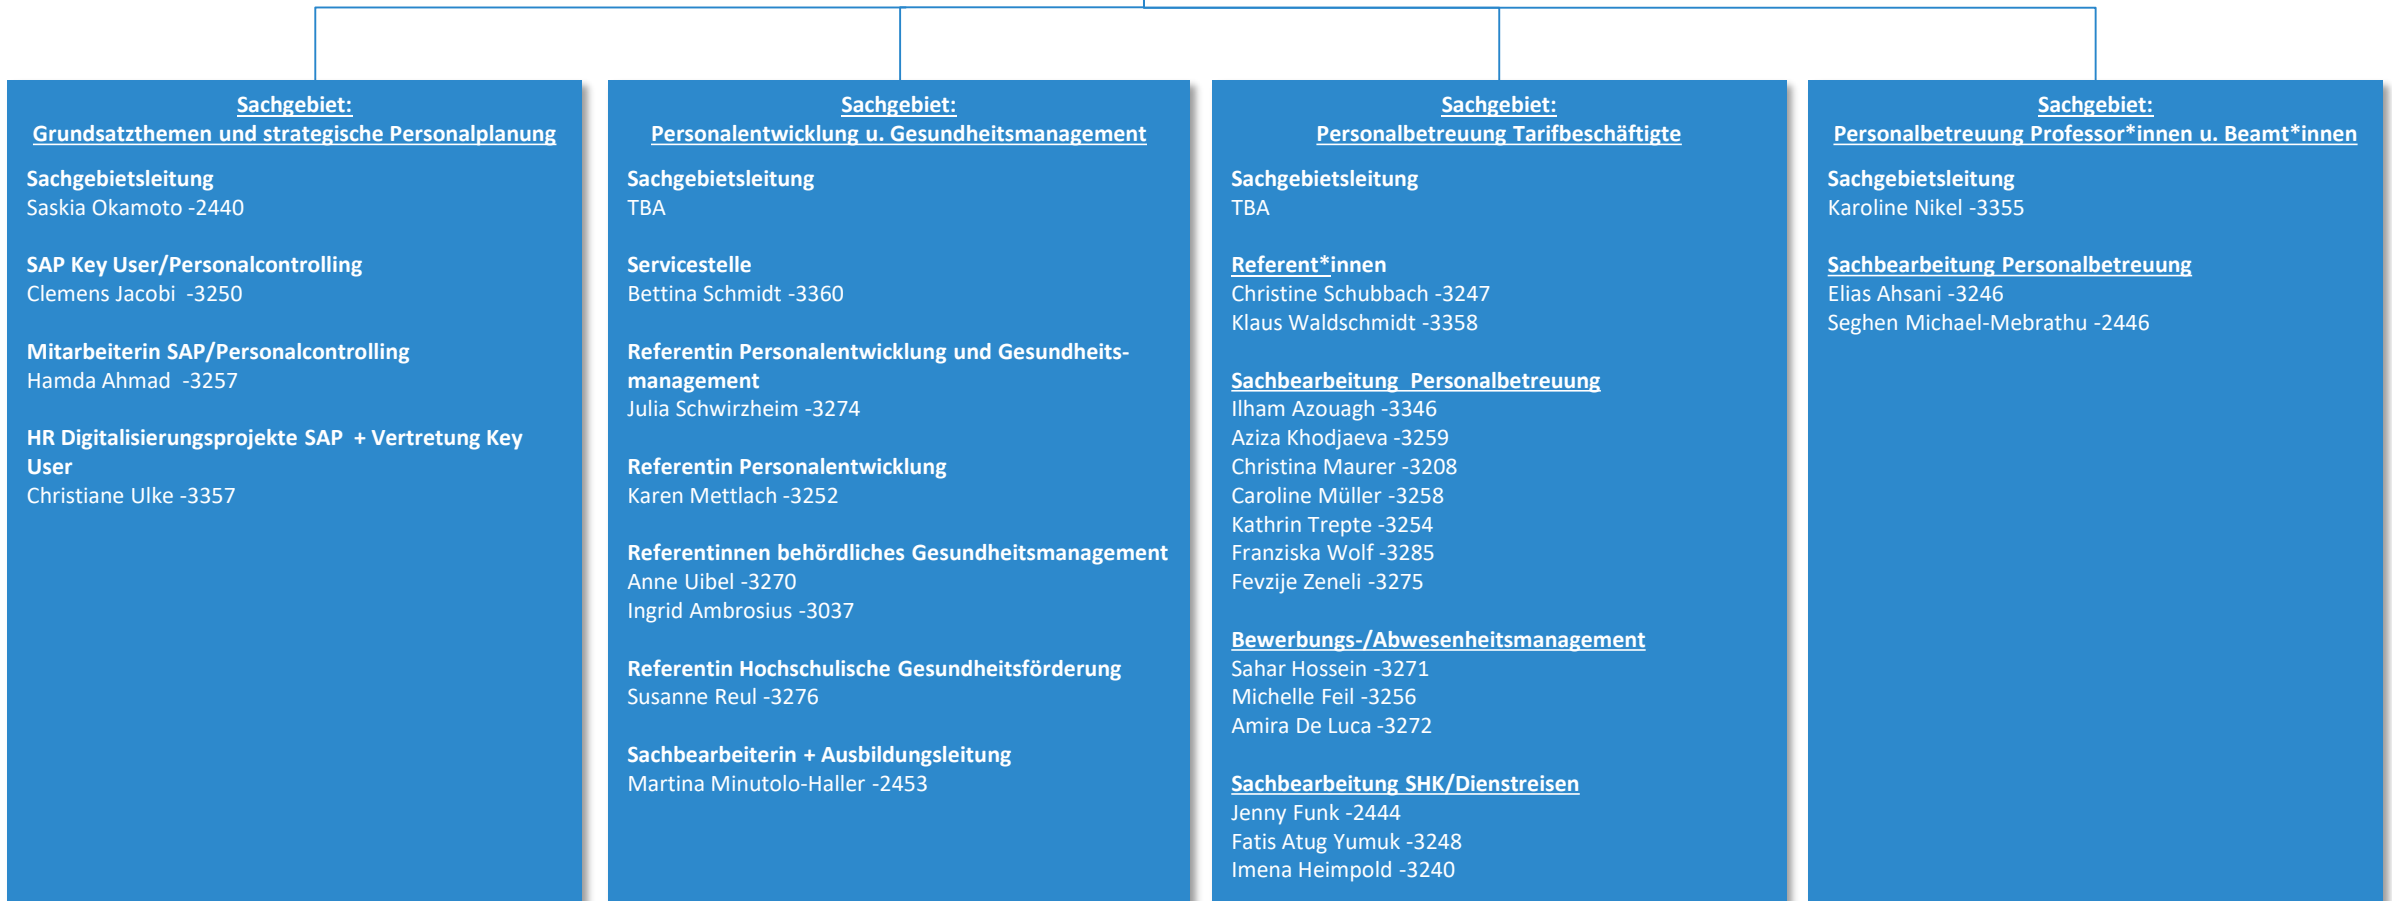 Sachgebiet:
Grundsatzthemen und strategische Personalplanung
Sachgebietsleitung
Saskia Okamoto -2440
SAP Key User/Personalcontrolling
Clemens Jacobi -3250
Mitarbeiterin SAP/Personalcontrolling
Hamda Ahmad -3257
HR Digitalisierungsprojekte SAP + Vertretung Key
User
Christiane Ulke -3357
Sachgebiet:
Personalentwicklung u. Gesundheitsmanagement
Sachgebietsleitung
TBA
Servicestelle
Bettina Schmidt -3360
Referentin Personalentwicklung und Gesundheits-
management
Julia Schwirzheim -3274
Referentin Personalentwicklung
Karen Mettlach -3252
Referentinnen behördliches Gesundheitsmanagement
Anne Uibel -3270
Ingrid Ambrosius -3037
Referentin Hochschulische Gesundheitsförderung
Susanne Reul -3276
Sachbearbeiterin + Ausbildungsleitung
Martina Minutolo-Haller -2453
Sachgebiet:
Personalbetreuung Tarifbeschäftigte
Sachgebietsleitung
TBA
Referent*innen
Christine Schubbach -3247
Klaus Waldschmidt -3358
Sachbearbeitung Personalbetreuung
Ilham Azouagh -3346
Aziza Khodjaeva -3259
Christina Maurer -3208
Caroline Müller -3258
Kathrin Trepte -3254
Franziska Wolf -3285
Fevzije Zeneli -3275
Bewerbungs-/Abwesenheitsmanagement
Sahar Hossein -3271
Michelle Feil -3256
Amira De Luca -3272
Sachbearbeitung SHK/Dienstreisen
Jenny Funk -2444
Fatis Atug Yumuk -3248
Imena Heimpold -3240
Sachgebiet:
Personalbetreuung Professor*innen u. Beamt*innen
Sachgebietsleitung
Karoline Nikel -3355
Sachbearbeitung Personalbetreuung
Elias Ahsani -3246
Seghen Michael-Mebrathu -2446